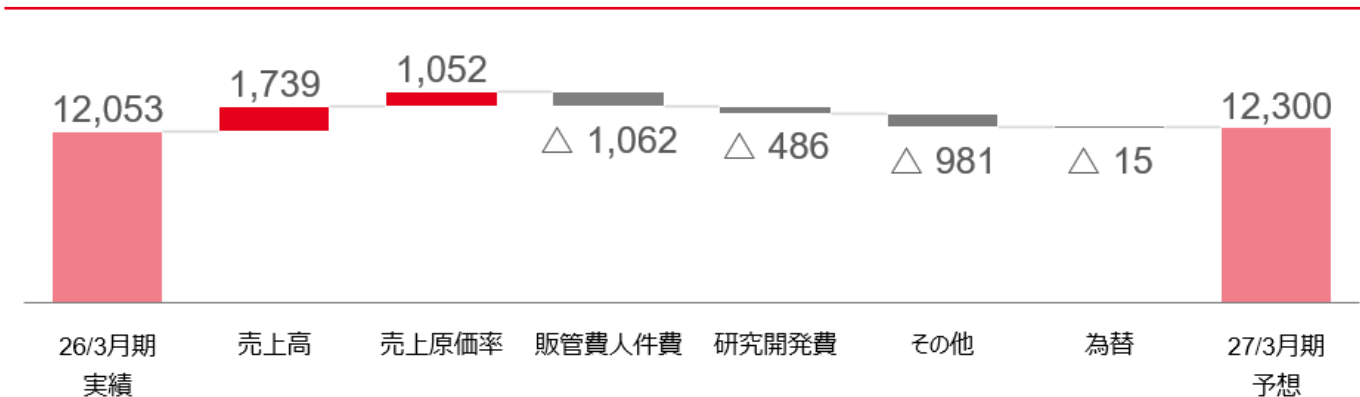 12,053
1,739
1,052
△ 1,062
△ 486
△ 981
△ 15
12,300
26/3月期
実績
売上高
売上原価率
販管費人件費
研究開発費
その他
為替
27/3月期
予想